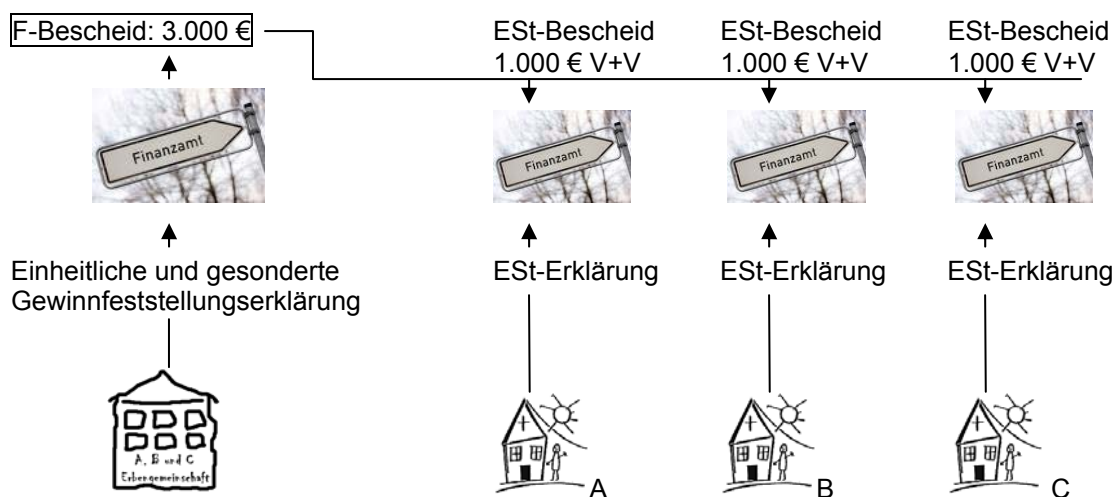 F-Bescheid: 3.000 €
ESt-Bescheid
1.000 € V+V
ESt-Bescheid
1.000 € V+V
ESt-Bescheid
1.000 € V+V
Finanzamt
Finanzamt
Finanzamt
Finanzamt
Einheitliche und gesonderte
Gewinnfeststellungserklärung
ESt-Erklärung
ESt-Erklärung
ESt-Erklärung
A, B und C
Erbengemeinschaft
A
B
C